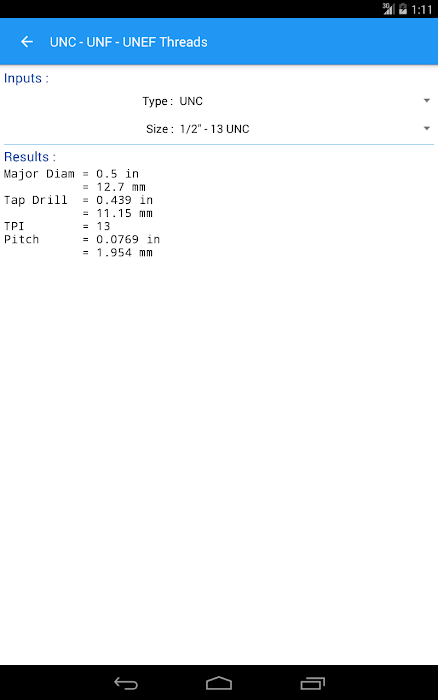 3G 1:11
UNC - UNF - UNEF Threads
Inputs :
Type : UNC
Size : 1/2" - 13 UNC
Results :
Major Diam = 0.5 in
= 12.7 mm
Tap Drill = 0.439 in
= 11.15 mm
TPI = 13
Pitch = 0.0769 in
= 1.954 mm